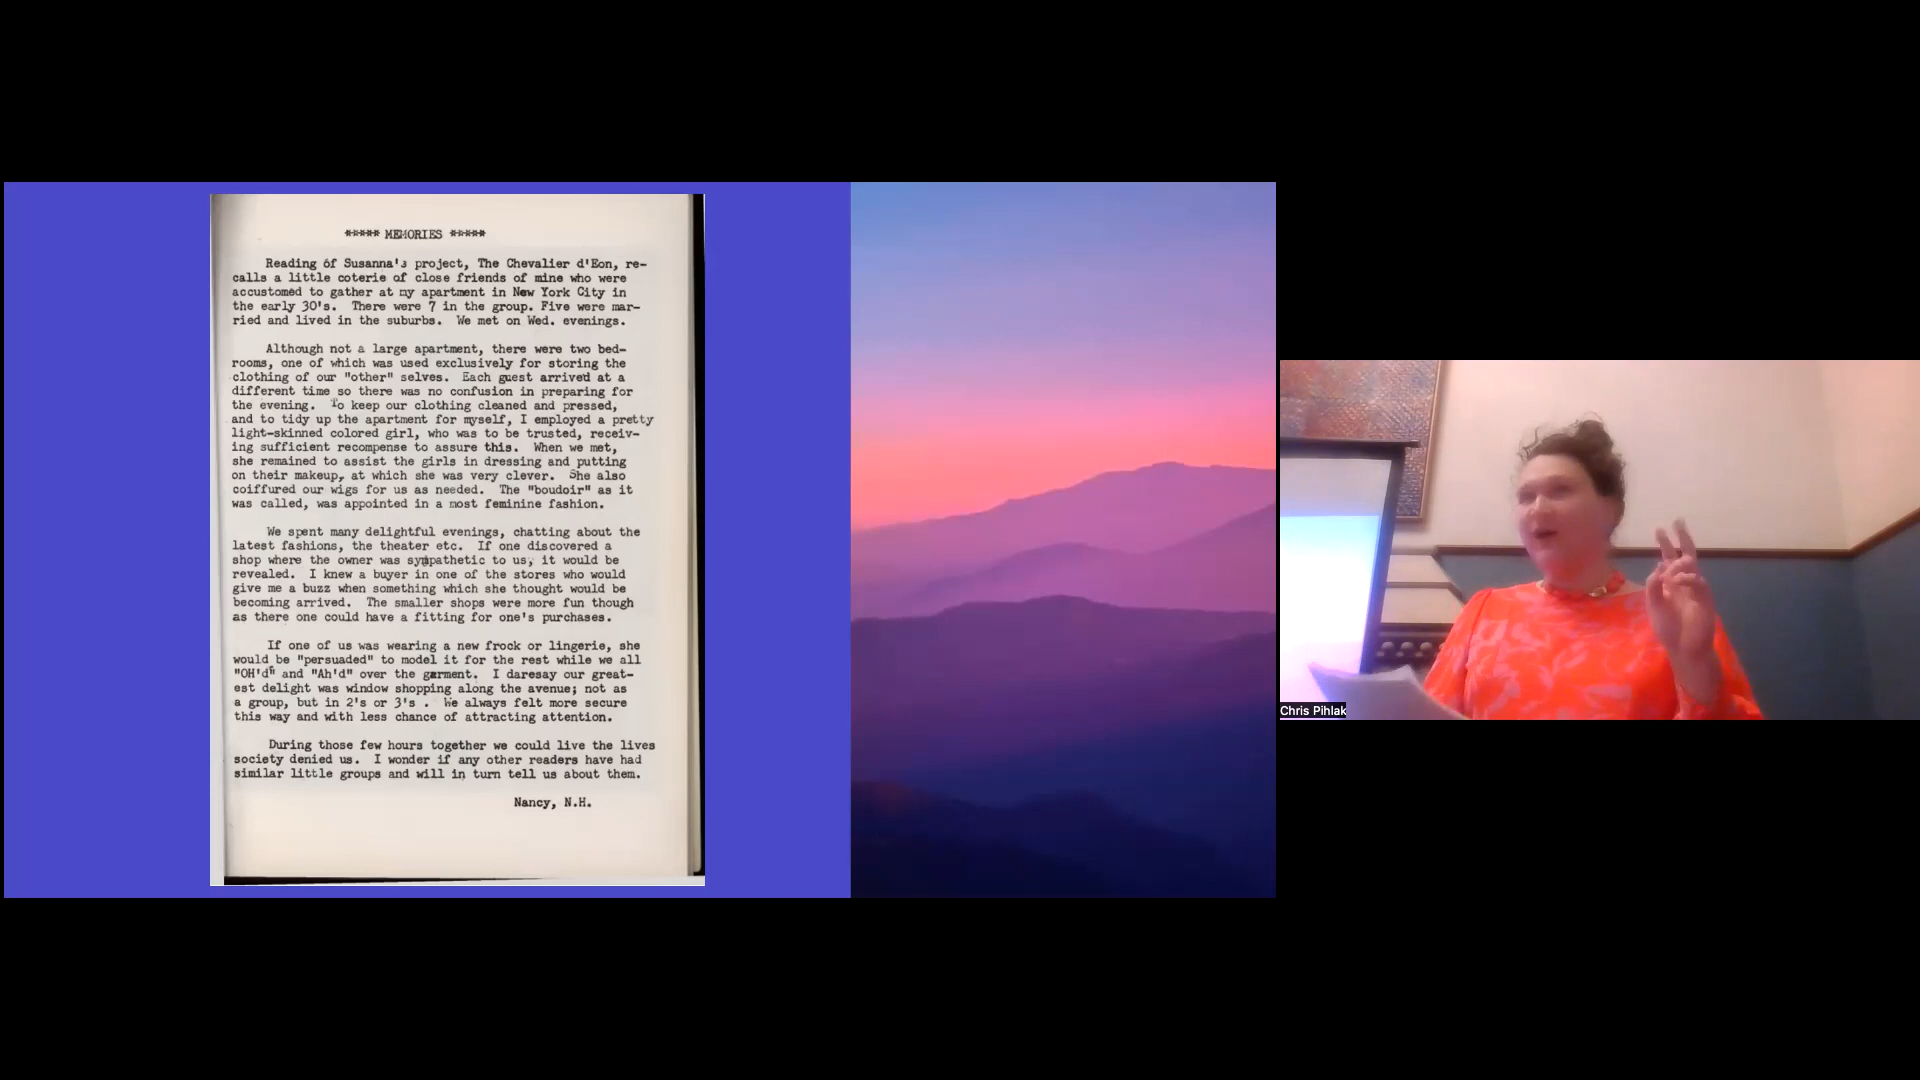 ***** MEMORIES *****
Reading of Susanna's project, The Chevalier d'Eon, re-
calls a little coterie of close friends of mine who were
accustomed to gather at my apartment in New York City in
the early 30's. There were 7 in the group. Five were mar-
ried and lived in the suburbs. We met on Wed. evenings.
Although not a large apartment, there were two bed-
rooms, one of which was used exclusively for storing the
clothing of our "other" selves. Each guest arrived at a
different time so there was no confusion in preparing for
the evening. To keep our clothing cleaned and pressed,
and to tidy up the apartment for myself, I employed a pretty
light-skinned colored girl, who was to be trusted, receiv-
ing sufficient recompense to assure this. When we met,
she remained to assist the girls in dressing and putting
on their makeup, at which she was very clever. She also
coiffured our wigs for us as needed. The "boudoir" as it
was called, was appointed in a most feminine fashion.
We spent many delightful evenings, chatting about the
latest fashions, the theater etc. If one discovered a
shop where the owner was sympathetic to us, it would be
revealed. I knew a buyer in one of the stores who would
give me a buzz when something which she thought would be
becoming arrived. The smaller shops were more fun though
as there one could have a fitting for one's purchases.
If one of us was wearing a new frock or lingerie, she
would be "persuaded" to model it for the rest while we all
"OH'd" and "Ah'd" over the garment. I daresay our great-
est delight was window shopping along the avenue; not as
a group, but in 2's or 3's . We always felt more secure
this way and with less chance of attracting attention.
During those few hours together we could live the lives
society denied us. I wonder if any other readers have had
similar little groups and will in turn tell us about them.
Nancy, N.H.
Chris Pihlak